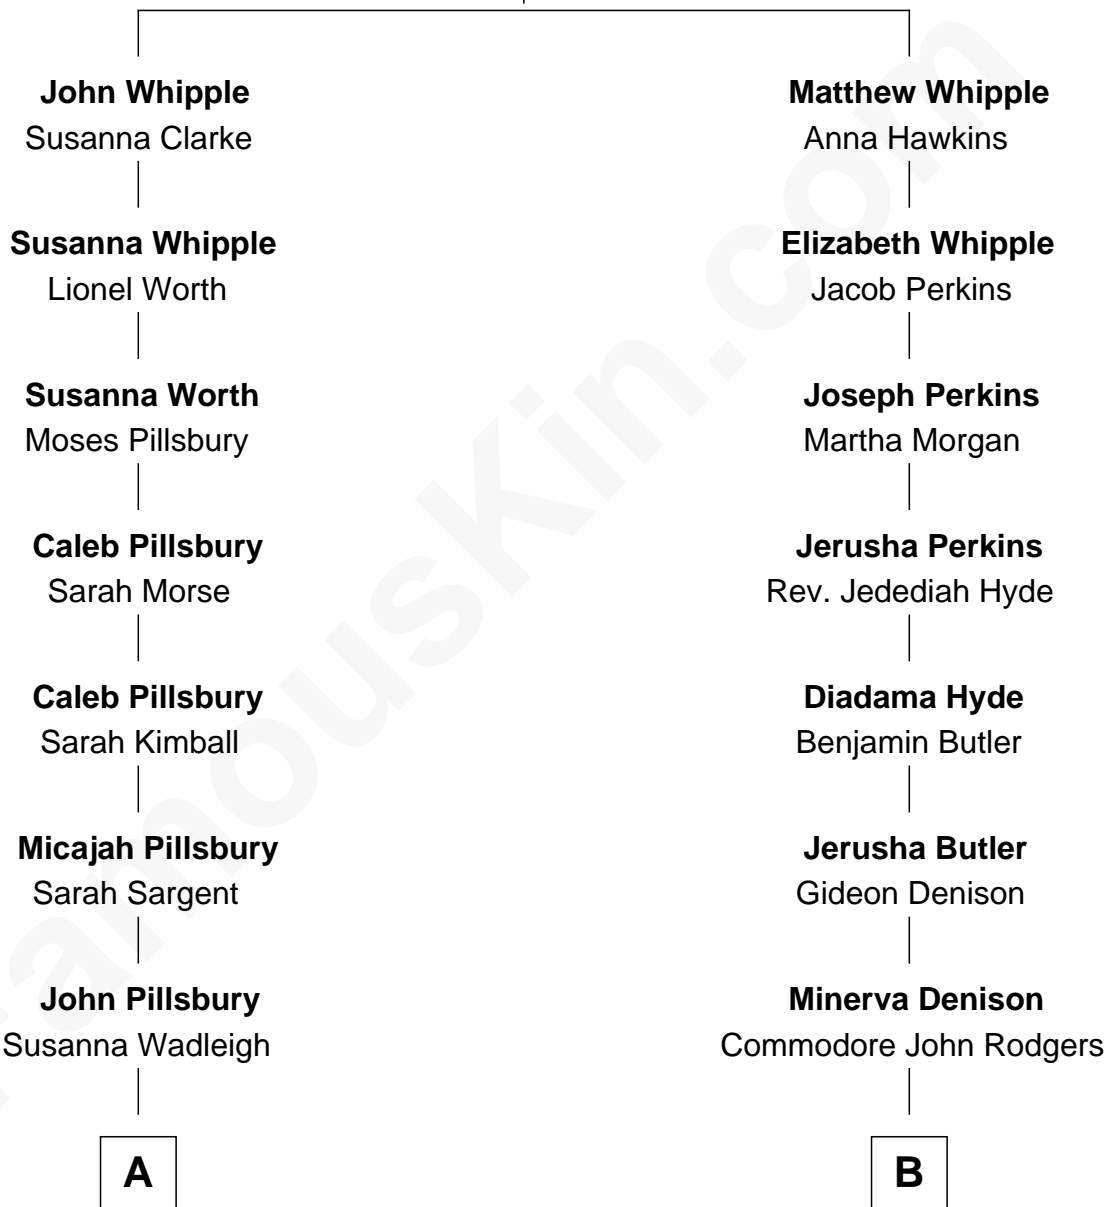 John Whipple
Susanna Clarke
Susanna Whipple
Lionel Worth
Susanna Worth
Moses Pillsbury
Caleb Pillsbury
Sarah Morse
Caleb Pillsbury
Sarah Kimball
Micajah Pillsbury
Sarah Sargent
John Pillsbury
Susanna Wadleigh
A
Matthew Whipple
Anna Hawkins
Elizabeth Whipple
Jacob Perkins
Joseph Perkins
Martha Morgan
Jerusha Perkins
Rev. Jedediah Hyde
Diadama Hyde
Benjamin Butler
Jerusha Butler
Gideon Denison
Minerva Denison
Commodore John Rodgers
B
FamousKin.com